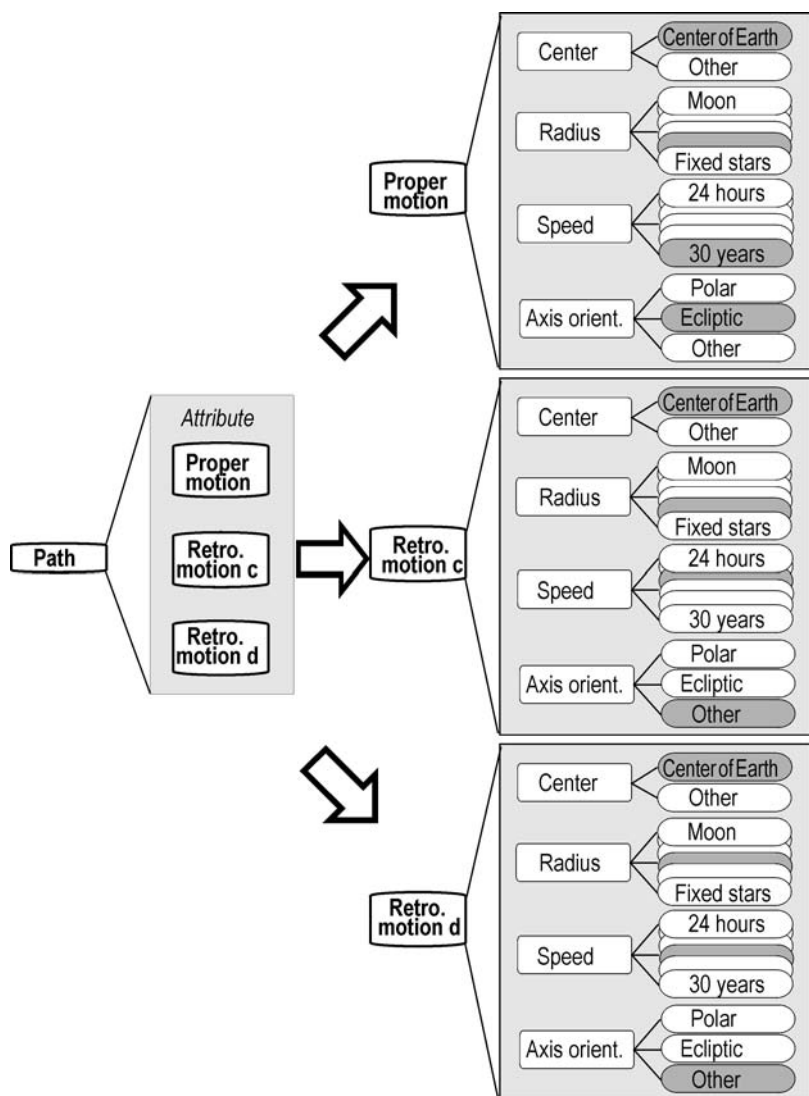 Center
Center of Earth
Other
Radius
Moon
Fixed stars
Proper
motion
Speed
24 hours
30 years
Axis orient.
Polar
Ecliptic
Other
Path
Attribute
Proper
motion
Retro.
motion c
Retro.
motion d
Retro.
motion c
Center
Center of Earth
Other
Radius
Moon
Fixed stars
Speed
24 hours
30 years
Axis orient.
Polar
Ecliptic
Other
Retro.
motion d
Center
Center of Earth
Other
Radius
Moon
Fixed stars
Speed
24 hours
30 years
Axis orient.
Polar
Ecliptic
Other